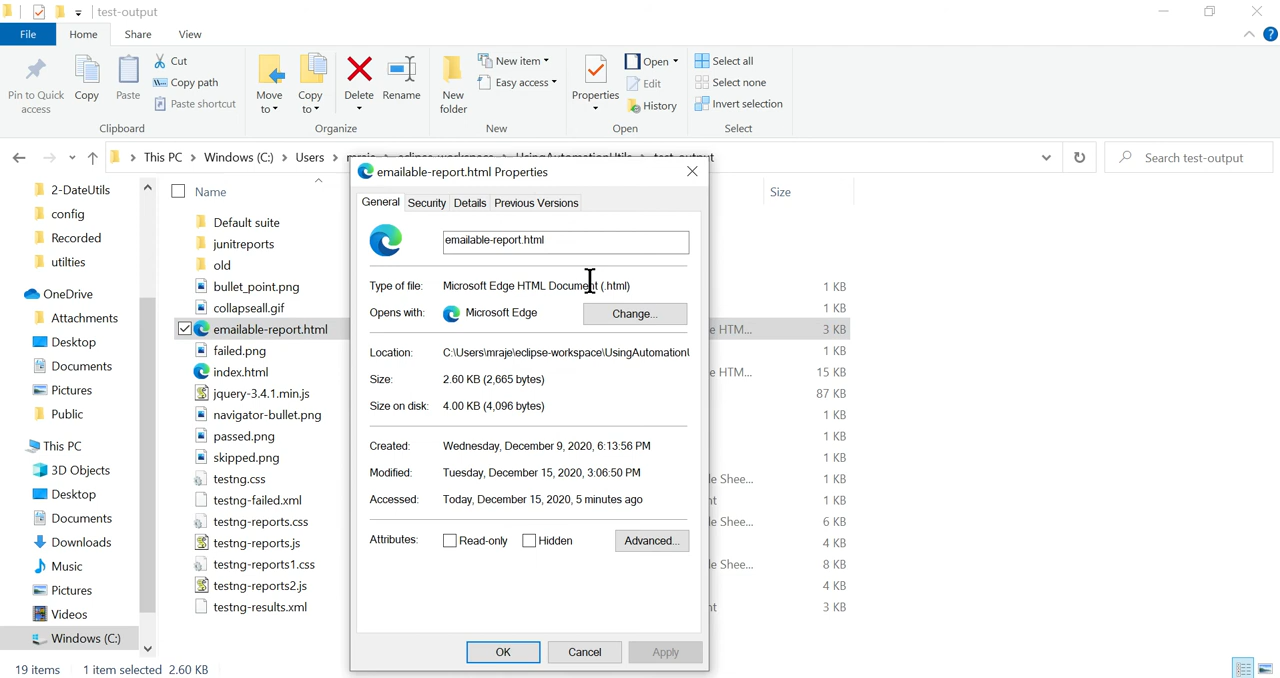 test-output
File
Home
Share
View
Pin to Quick
access
Copy
Paste
Cut
Copy path
Paste shortcut
Clipboard
Move
to
Copy
to
Delete
Rename
Organize
New
folder
New item
Easy access
New
Properties
Open
Edit
History
Open
Select all
Select none
Invert selection
Select
This PC > Windows (C:) > Users
Search test-output
2-DateUtils
config
Recorded
utilties
OneDrive
Attachments
Desktop
Documents
Pictures
Public
This PC
3D Objects
Desktop
Documents
Downloads
Music
Pictures
Videos
Windows (C:)
Name
Size
Default suite
junitreports
old
bullet_point.png 1 KB
collapseall.gif 1 KB
emailable-report.html e HTM... 3 KB
failed.png 1 KB
index.html e HTM... 15 KB
jquery-3.4.1.min.js 87 KB
navigator-bullet.png 1 KB
passed.png 1 KB
skipped.png 1 KB
testng.css le Shee... 1 KB
testng-failed.xml nt 1 KB
testng-reports.css le Shee... 6 KB
testng-reports.js 4 KB
testng-reports1.css le Shee... 8 KB
testng-reports2.js 4 KB
testng-results.xml nt 3 KB
emailable-report.html Properties
General Security Details Previous Versions
emailable-report.html
Type of file: Microsoft Edge HTML Document (.html)
Opens with: Microsoft Edge Change...
Location: C:\Users\mraje\eclipse-workspace\UsingAutomationU
Size: 2.60 KB (2,665 bytes)
Size on disk: 4.00 KB (4,096 bytes)
Created: Wednesday, December 9, 2020, 6:13:56 PM
Modified: Tuesday, December 15, 2020, 3:06:50 PM
Accessed: Today, December 15, 2020, 5 minutes ago
Attributes: Read-only Hidden Advanced...
OK Cancel Apply
19 items 1 item selected 2.60 KB